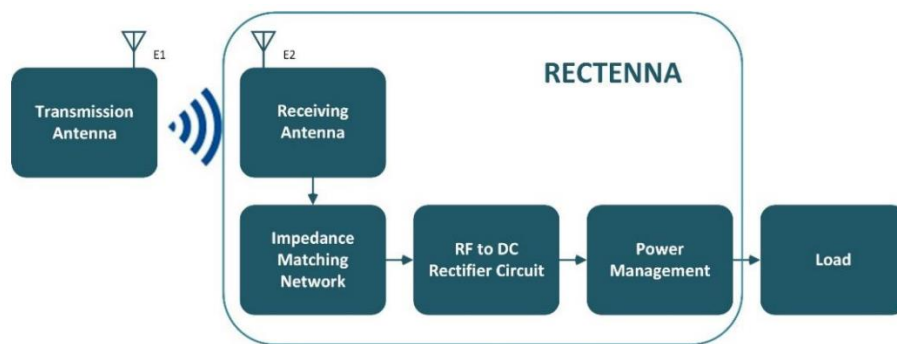 E1
E2
RECTENNA
Transmission
Antenna
Receiving
Antenna
Impedance
Matching
Network
RF to DC
Rectifier Circuit
Power
Management
Load